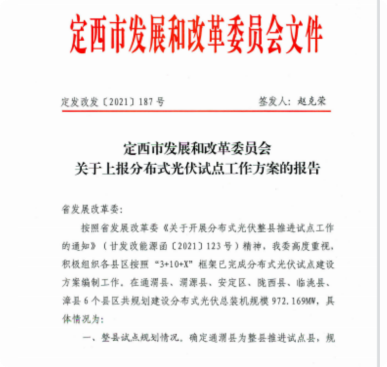 定西市发展和改革委员会文件
定发改发〔2021〕187号 签发人：赵克荣
定西市发展和改革委员会
关于上报分布式光伏试点工作方案的报告
省发展改革委：
按照省发展改革委《关于开展分布式光伏整县推进试点工作
的通知》（甘发改能源函〔2021〕123号）精神，我委高度重视，
积极组织各县区按照“3+10+X”框架已完成分布式光伏试点建设
方案编制工作。在通渭县、渭源县、安定区、陇西县、临洮县、
漳县6个县区共规划建设分布式光伏总装机规模972.169MW，具
体情况为：
一、整县试点规划情况。确定通渭县为整县推进试点县，规